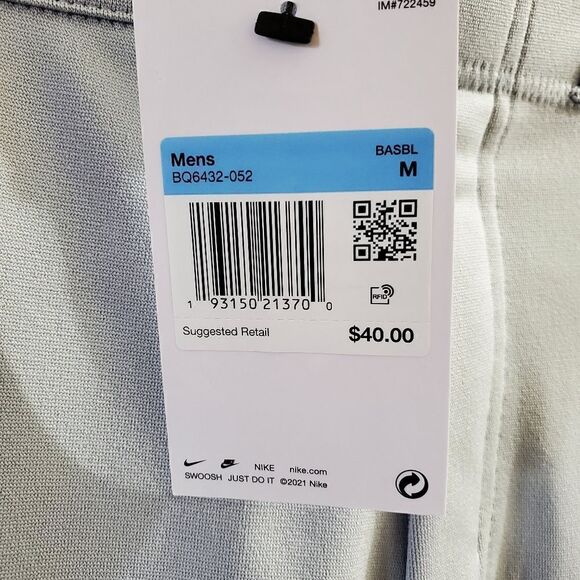 IM#722459
Mens BASBL
BQ6432-052 M
1 93150 21370 0
RFID
Suggested Retail $40.00
NIKE nike.com
SWOOSH JUST DO IT ©2021 Nike